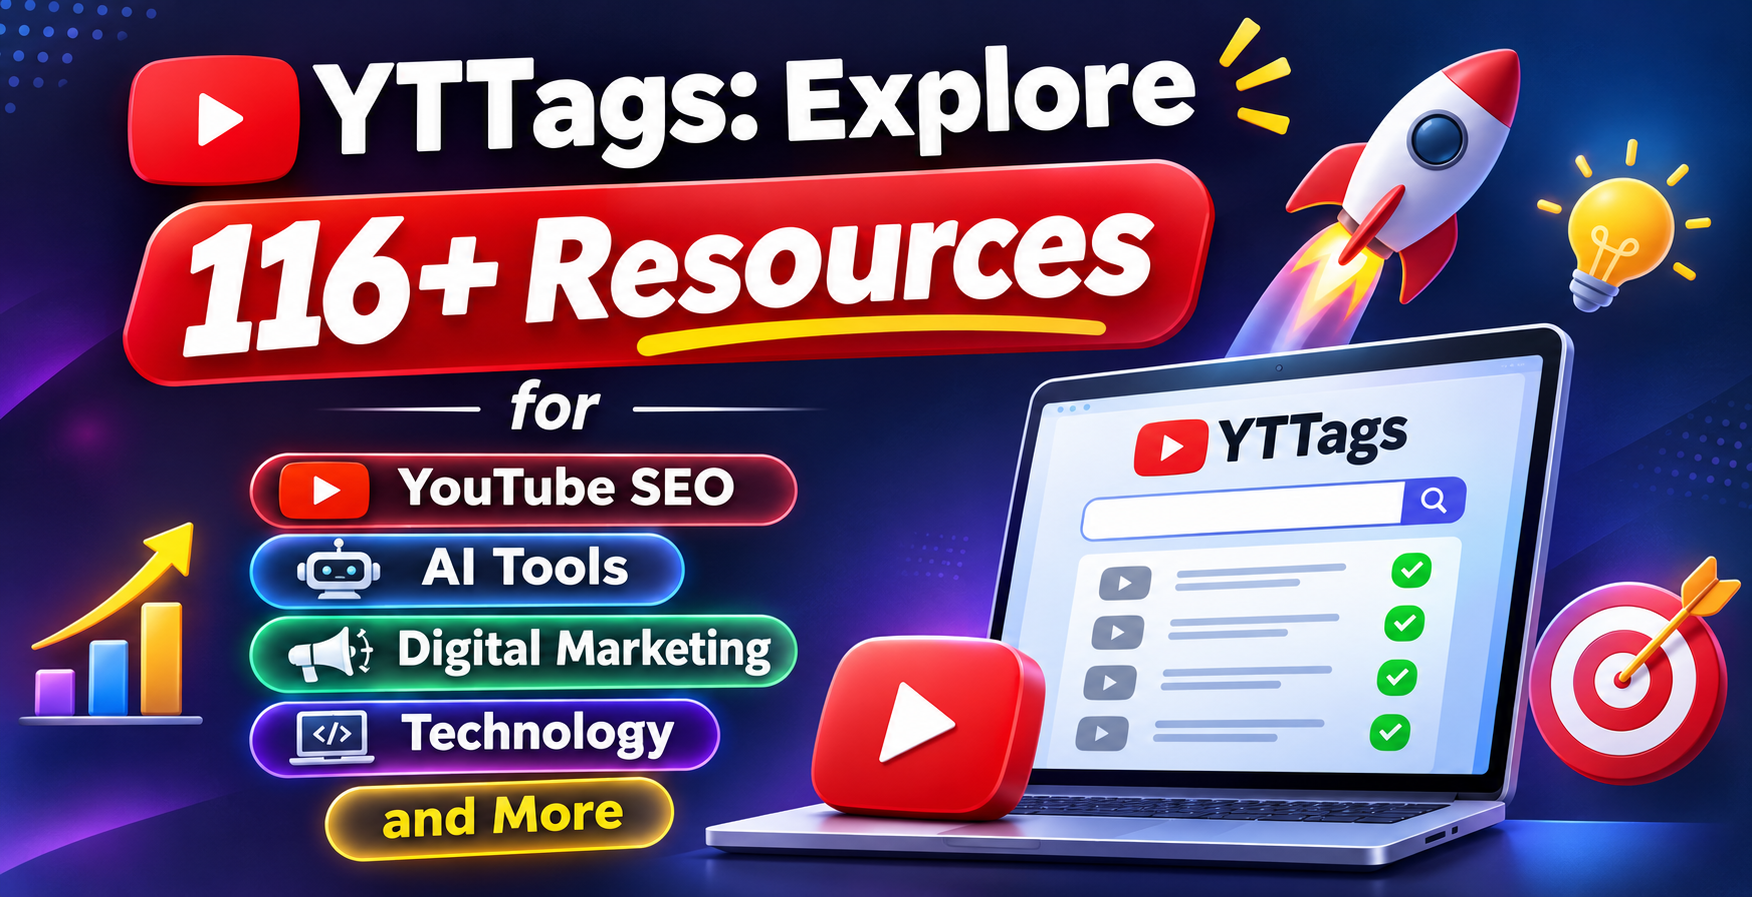 YTTags: Explore
116+ Resources
for
YouTube SEO
AI Tools
Digital Marketing
</> Technology
and More
YTTags